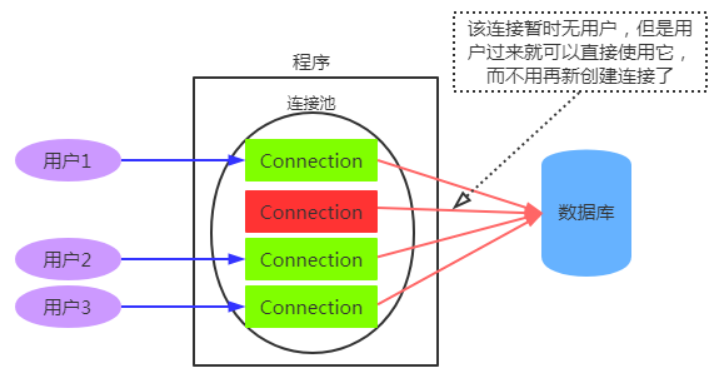 该连接暂时无用户，但是用
户过来就可以直接使用它，
而不用再新创建连接了
程序
连接池
用户1
Connection
Connection
数据库
用户2
Connection
用户3
Connection